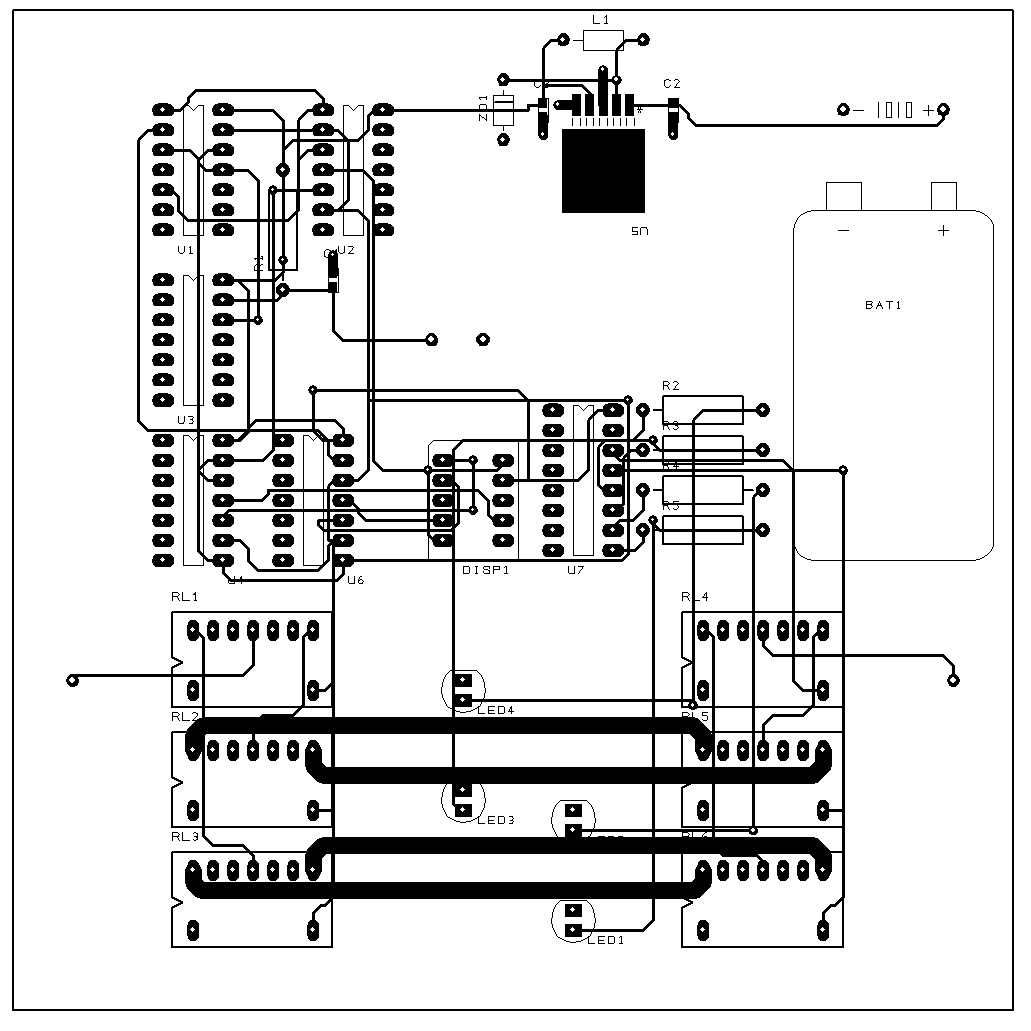 L1
C2
ZD1
− +
U5
U1
U2
R1
− +
BAT1
R2
U3
R3
R4
R5
DISP1
U7
U4
U6
RL1
RL4
LED4
RL2
RL5
LED3
RL3
RL6
LED1